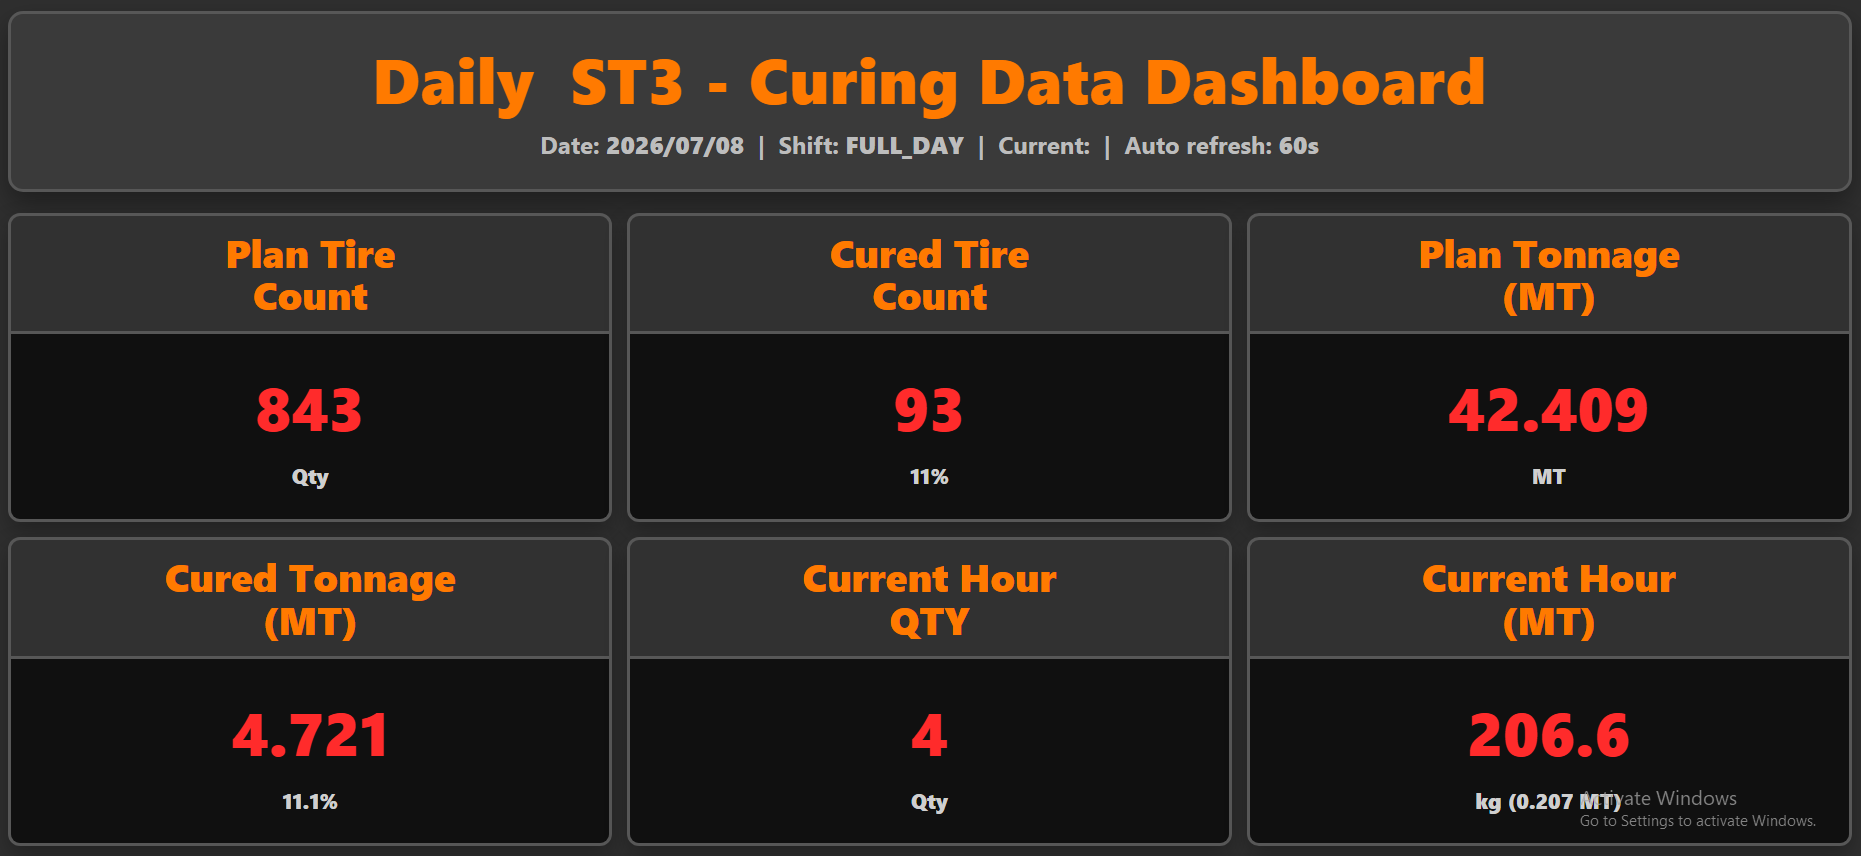 Daily  ST3 - Curing Data Dashboard
Date: 2026/07/08 | Shift: FULL_DAY | Current: | Auto refresh: 60s
Plan Tire
Count
843
Qty
Cured Tire
Count
93
11%
Plan Tonnage
(MT)
42.409
MT
Cured Tonnage
(MT)
4.721
11.1%
Current Hour
QTY
4
Qty
Current Hour
(MT)
206.6
kg (0.207 MT)
Activate Windows
Go to Settings to activate Windows.